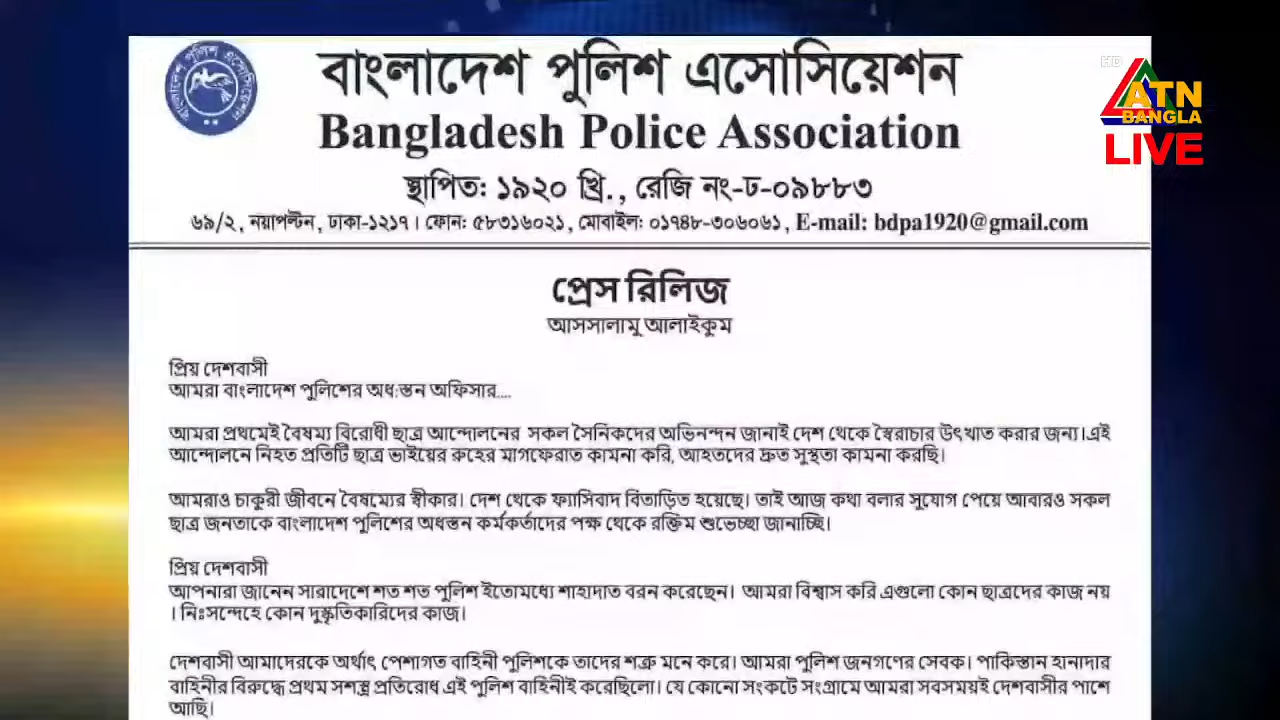 বাংলাদেশ পুলিশ এসোসিয়েশন
Bangladesh Police Association
স্থাপিত: ১৯২০ খ্রি., রেজি নং-ঢ-০৯৮৮৩
৬৯/২, নয়াপল্টন, ঢাকা-১২১৭। ফোন: ৫৮৩১৬০২১, মোবাইল: ০১৭৪৮-৩০৬০৬১, E-mail: bdpa1920@gmail.com
বাংলাদেশ পুলিশ এসোসিয়েশন
HD
ATN
BANGLA
LIVE
প্রেস রিলিজ
আসসালামু আলাইকুম
প্রিয় দেশবাসী
আমরা বাংলাদেশ পুলিশের অধ:স্তন অফিসার....
আমরা প্রথমেই বৈষম্য বিরোধী ছাত্র আন্দোলনের সকল সৈনিকদের অভিনন্দন জানাই দেশ থেকে স্বৈরাচার উৎখাত করার জন্য।এই
আন্দোলনে নিহত প্রতিটি ছাত্র ভাইয়ের রুহের মাগফেরাত কামনা করি, আহতদের দ্রুত সুস্থতা কামনা করছি।
আমরাও চাকুরী জীবনে বৈষম্যের স্বীকার। দেশ থেকে ফ্যাসিবাদ বিতাড়িত হয়েছে। তাই আজ কথা বলার সুযোগ পেয়ে আবারও সকল
ছাত্র জনতাকে বাংলাদেশ পুলিশের অধস্তন কর্মকর্তাদের পক্ষ থেকে রক্তিম শুভেচ্ছা জানাচ্ছি।
প্রিয় দেশবাসী
আপনারা জানেন সারাদেশে শত শত পুলিশ ইতোমধ্যে শাহাদাত বরন করেছেন। আমরা বিশ্বাস করি এগুলো কোন ছাত্রদের কাজ নয়
। নিঃসন্দেহে কোন দুষ্কৃতিকারিদের কাজ।
দেশবাসী আমাদেরকে অর্থাৎ পেশাগত বাহিনী পুলিশকে তাদের শত্রু মনে করে। আমরা পুলিশ জনগণের সেবক। পাকিস্তান হানাদার
বাহিনীর বিরুদ্ধে প্রথম সশস্ত্র প্রতিরোধ এই পুলিশ বাহিনীই করেছিলো। যে কোনো সংকটে সংগ্রামে আমরা সবসময়ই দেশবাসীর পাশে
আছি।